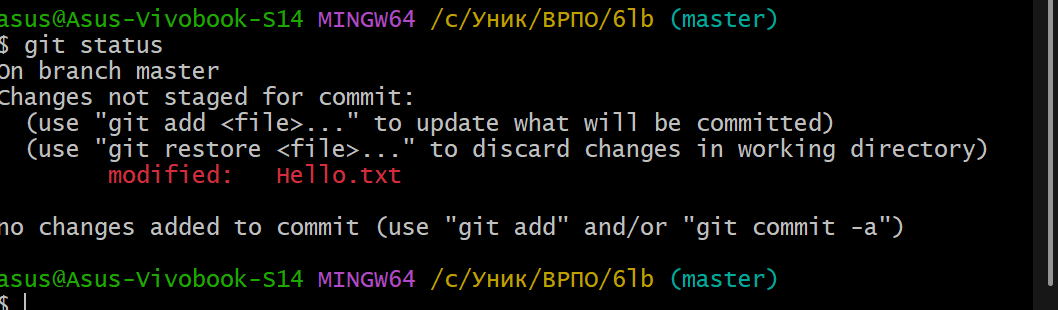 asus@Asus-Vivobook-S14 MINGW64 /c/Уник/ВРПО/6lb (master)
$ git status
On branch master
Changes not staged for commit:
  (use "git add <file>..." to update what will be committed)
  (use "git restore <file>..." to discard changes in working directory)
        modified:   Hello.txt

no changes added to commit (use "git add" and/or "git commit -a")

asus@Asus-Vivobook-S14 MINGW64 /c/Уник/ВРПО/6lb (master)
$